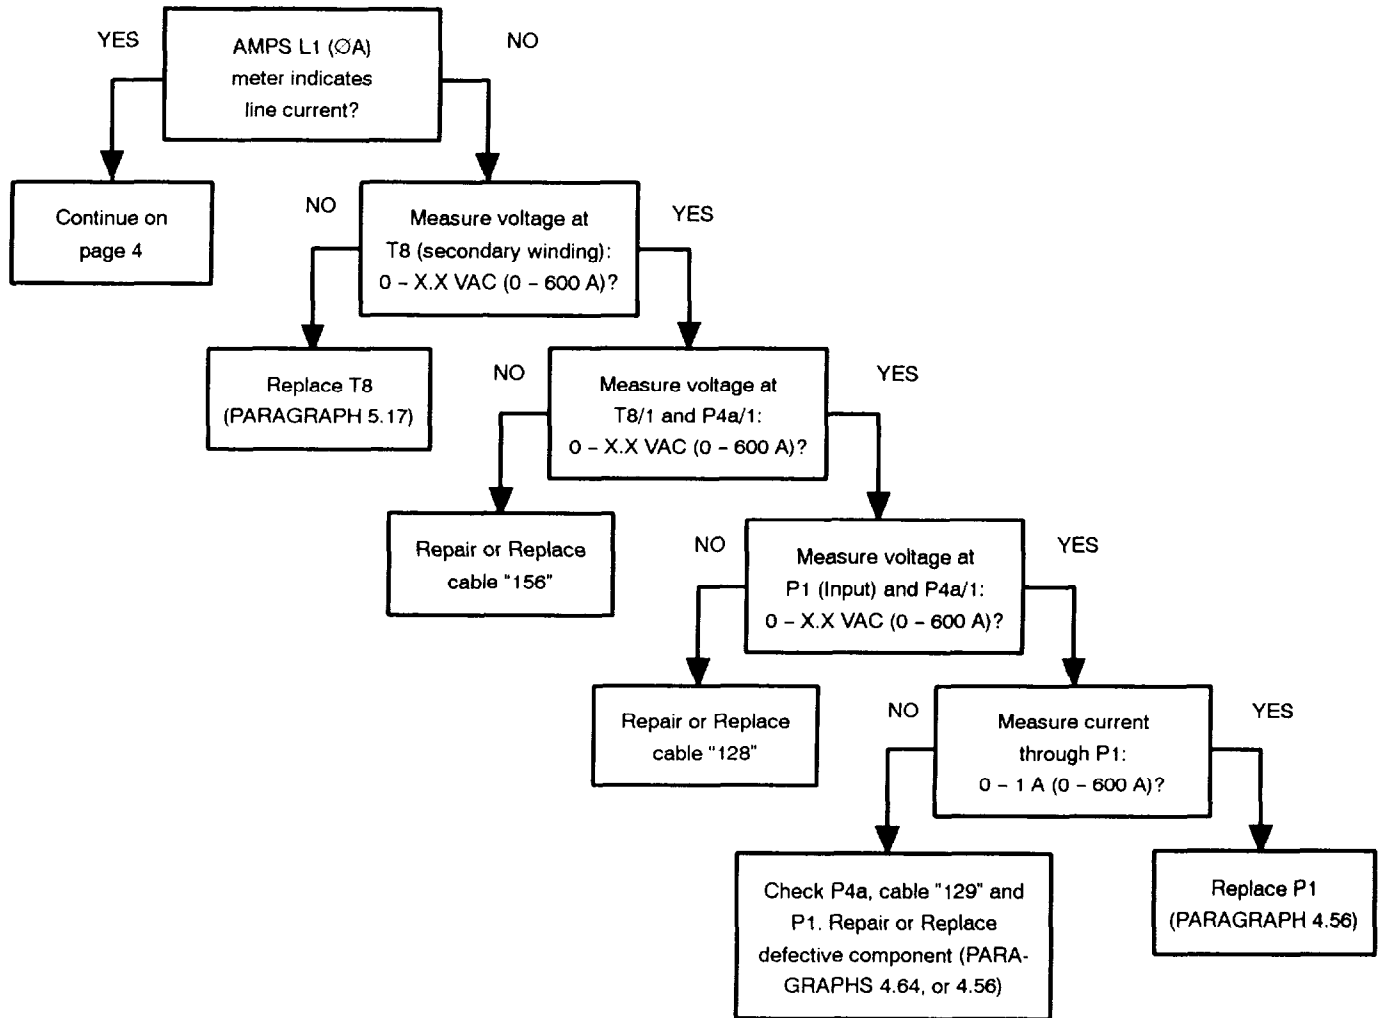 YES
AMPS L1 (∅A)
meter indicates
line current?
NO
Continue on
page 4
NO
Measure voltage at
T8 (secondary winding):
0 – X.X VAC (0 – 600 A)?
YES
Replace T8
(PARAGRAPH 5.17)
NO
Measure voltage at
T8/1 and P4a/1:
0 – X.X VAC (0 – 600 A)?
YES
Repair or Replace
cable "156"
NO
Measure voltage at
P1 (Input) and P4a/1:
0 – X.X VAC (0 – 600 A)?
YES
Repair or Replace
cable "128"
NO
Measure current
through P1:
0 – 1 A (0 – 600 A)?
YES
Check P4a, cable "129" and
P1. Repair or Replace
defective component (PARA-
GRAPHS 4.64, or 4.56)
Replace P1
(PARAGRAPH 4.56)